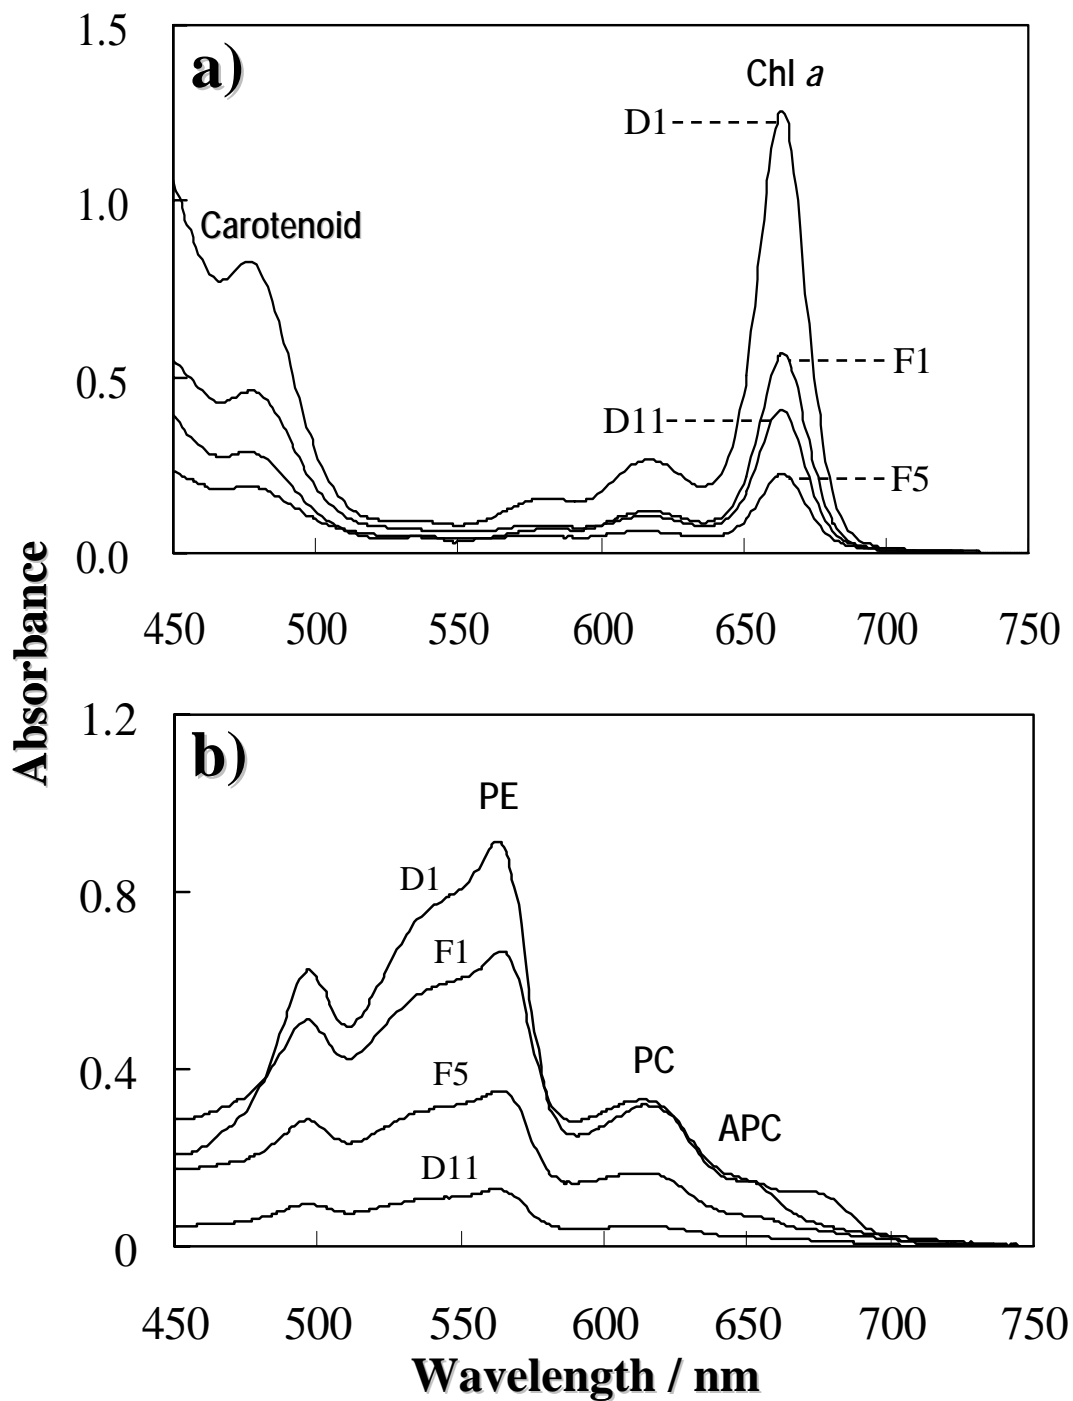 1.5
a)
Chl a
D1
1.0
Carotenoid
0.5
F1
D11
F5
0.0
450 500 550 600 650 700 750
Absorbance
1.2
b)
PE
D1
0.8
F1
0.4
F5
PC
APC
D11
0
450 500 550 600 650 700 750
Wavelength / nm